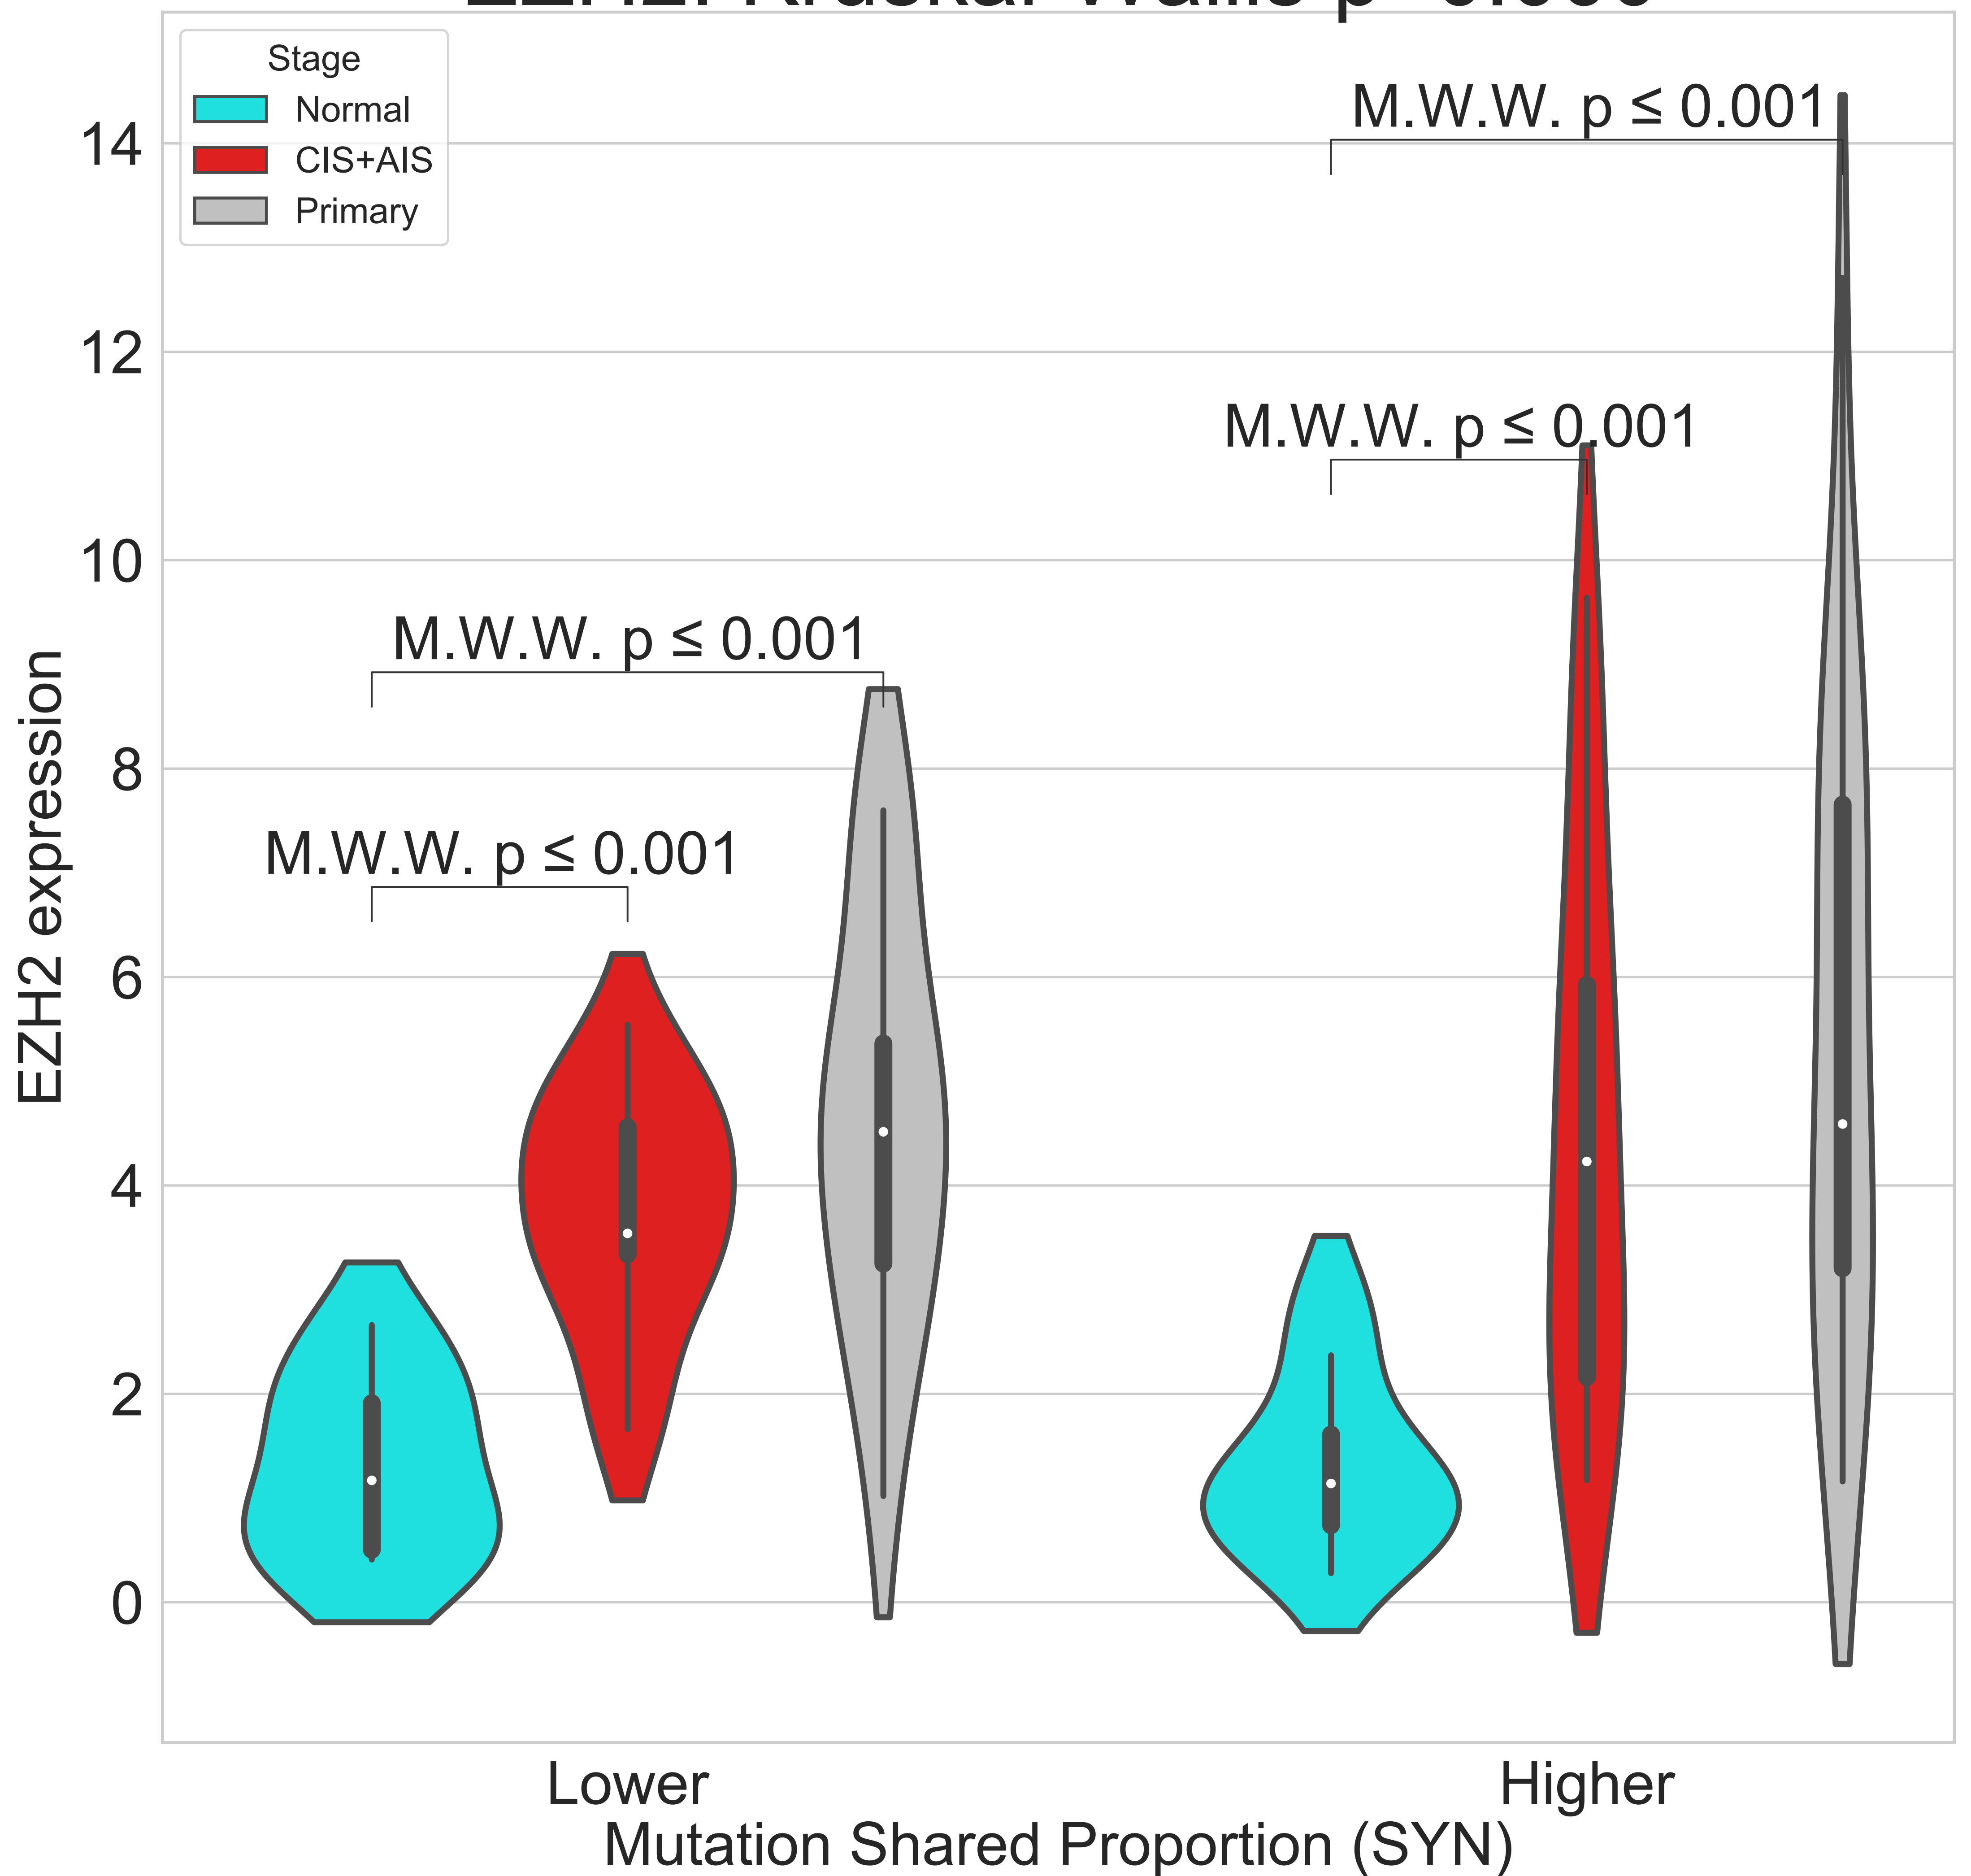 Stage
Normal
CIS+AIS
Primary
14
12
10
8
6
4
2
0
EZH2 expression
M.W.W. p ≤ 0.001
M.W.W. p ≤ 0.001
M.W.W. p ≤ 0.001
M.W.W. p ≤ 0.001
Lower
Higher
Mutation Shared Proportion (SYN)